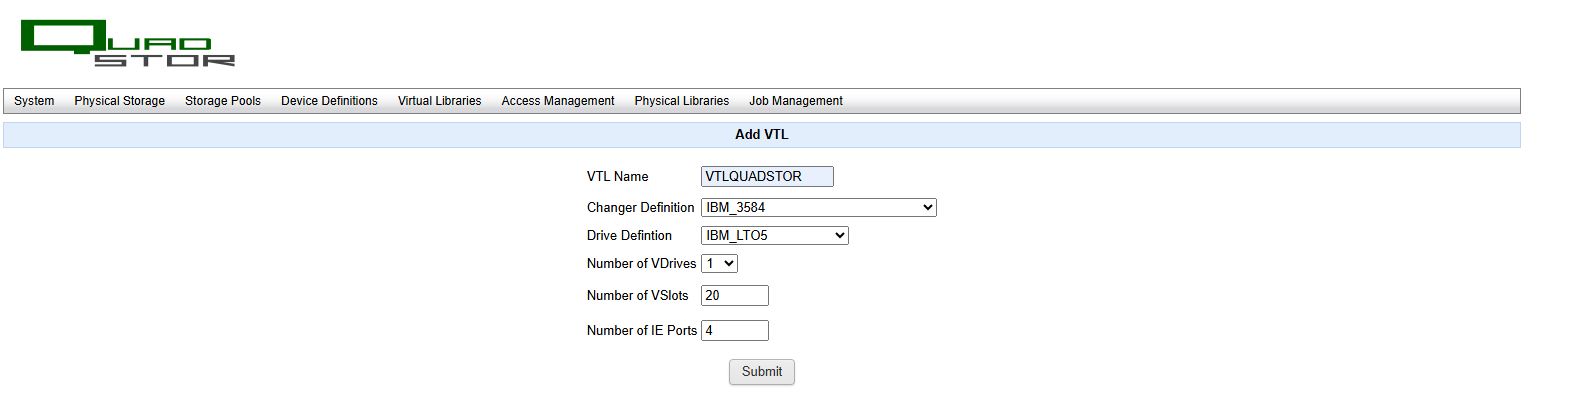 QUAD
STOR
System Physical Storage Storage Pools Device Definitions Virtual Libraries Access Management Physical Libraries Job Management
Add VTL
VTL Name VTLQUADSTOR
Changer Definition IBM_3584
Drive Defintion IBM_LTO5
Number of VDrives 1
Number of VSlots 20
Number of IE Ports 4
Submit